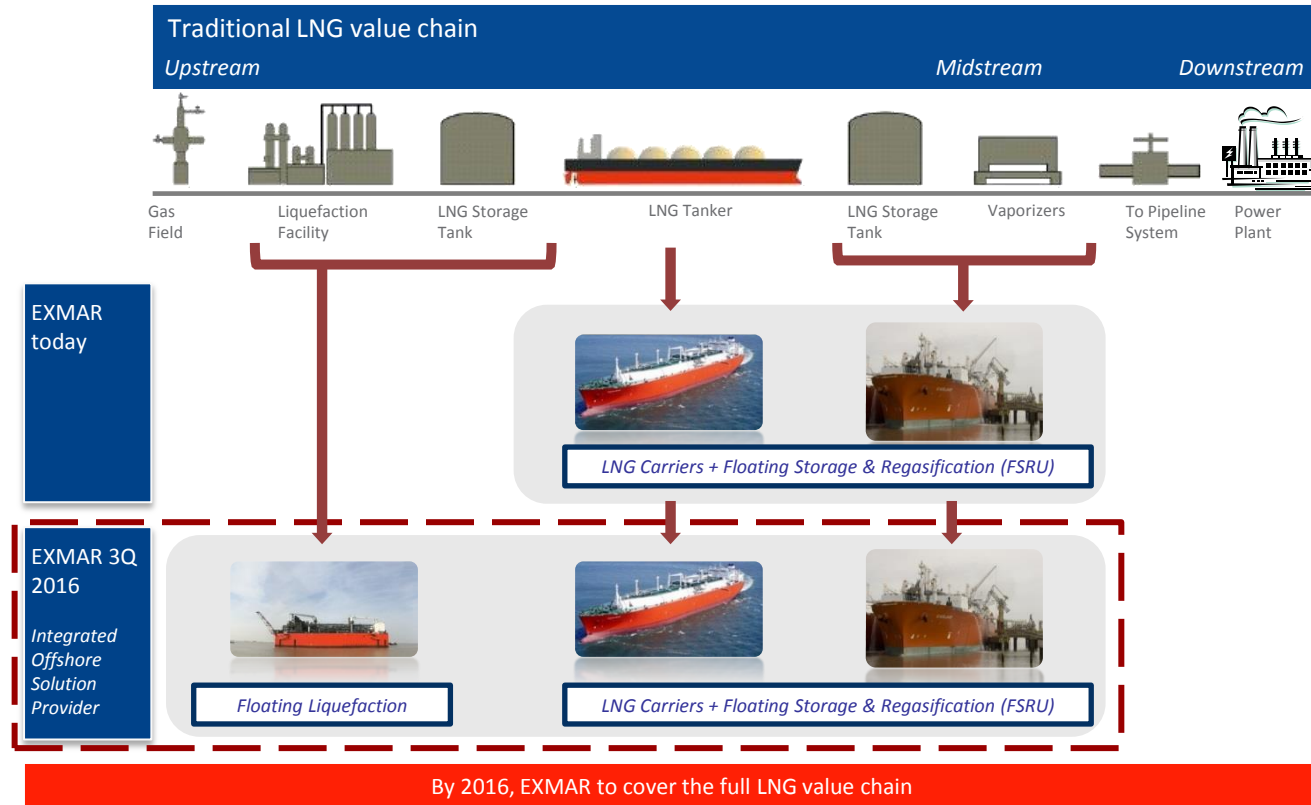 Traditional LNG value chain
Upstream
Midstream
Downstream
Gas
Field
Liquefaction
Facility
LNG Storage
Tank
LNG Tanker
LNG Storage
Tank
Vaporizers
To Pipeline
System
Power
Plant
EXMAR
today
LNG Carriers + Floating Storage & Regasification (FSRU)
EXMAR 3Q
2016
Integrated
Offshore
Solution
Provider
Floating Liquefaction
LNG Carriers + Floating Storage & Regasification (FSRU)
By 2016, EXMAR to cover the full LNG value chain